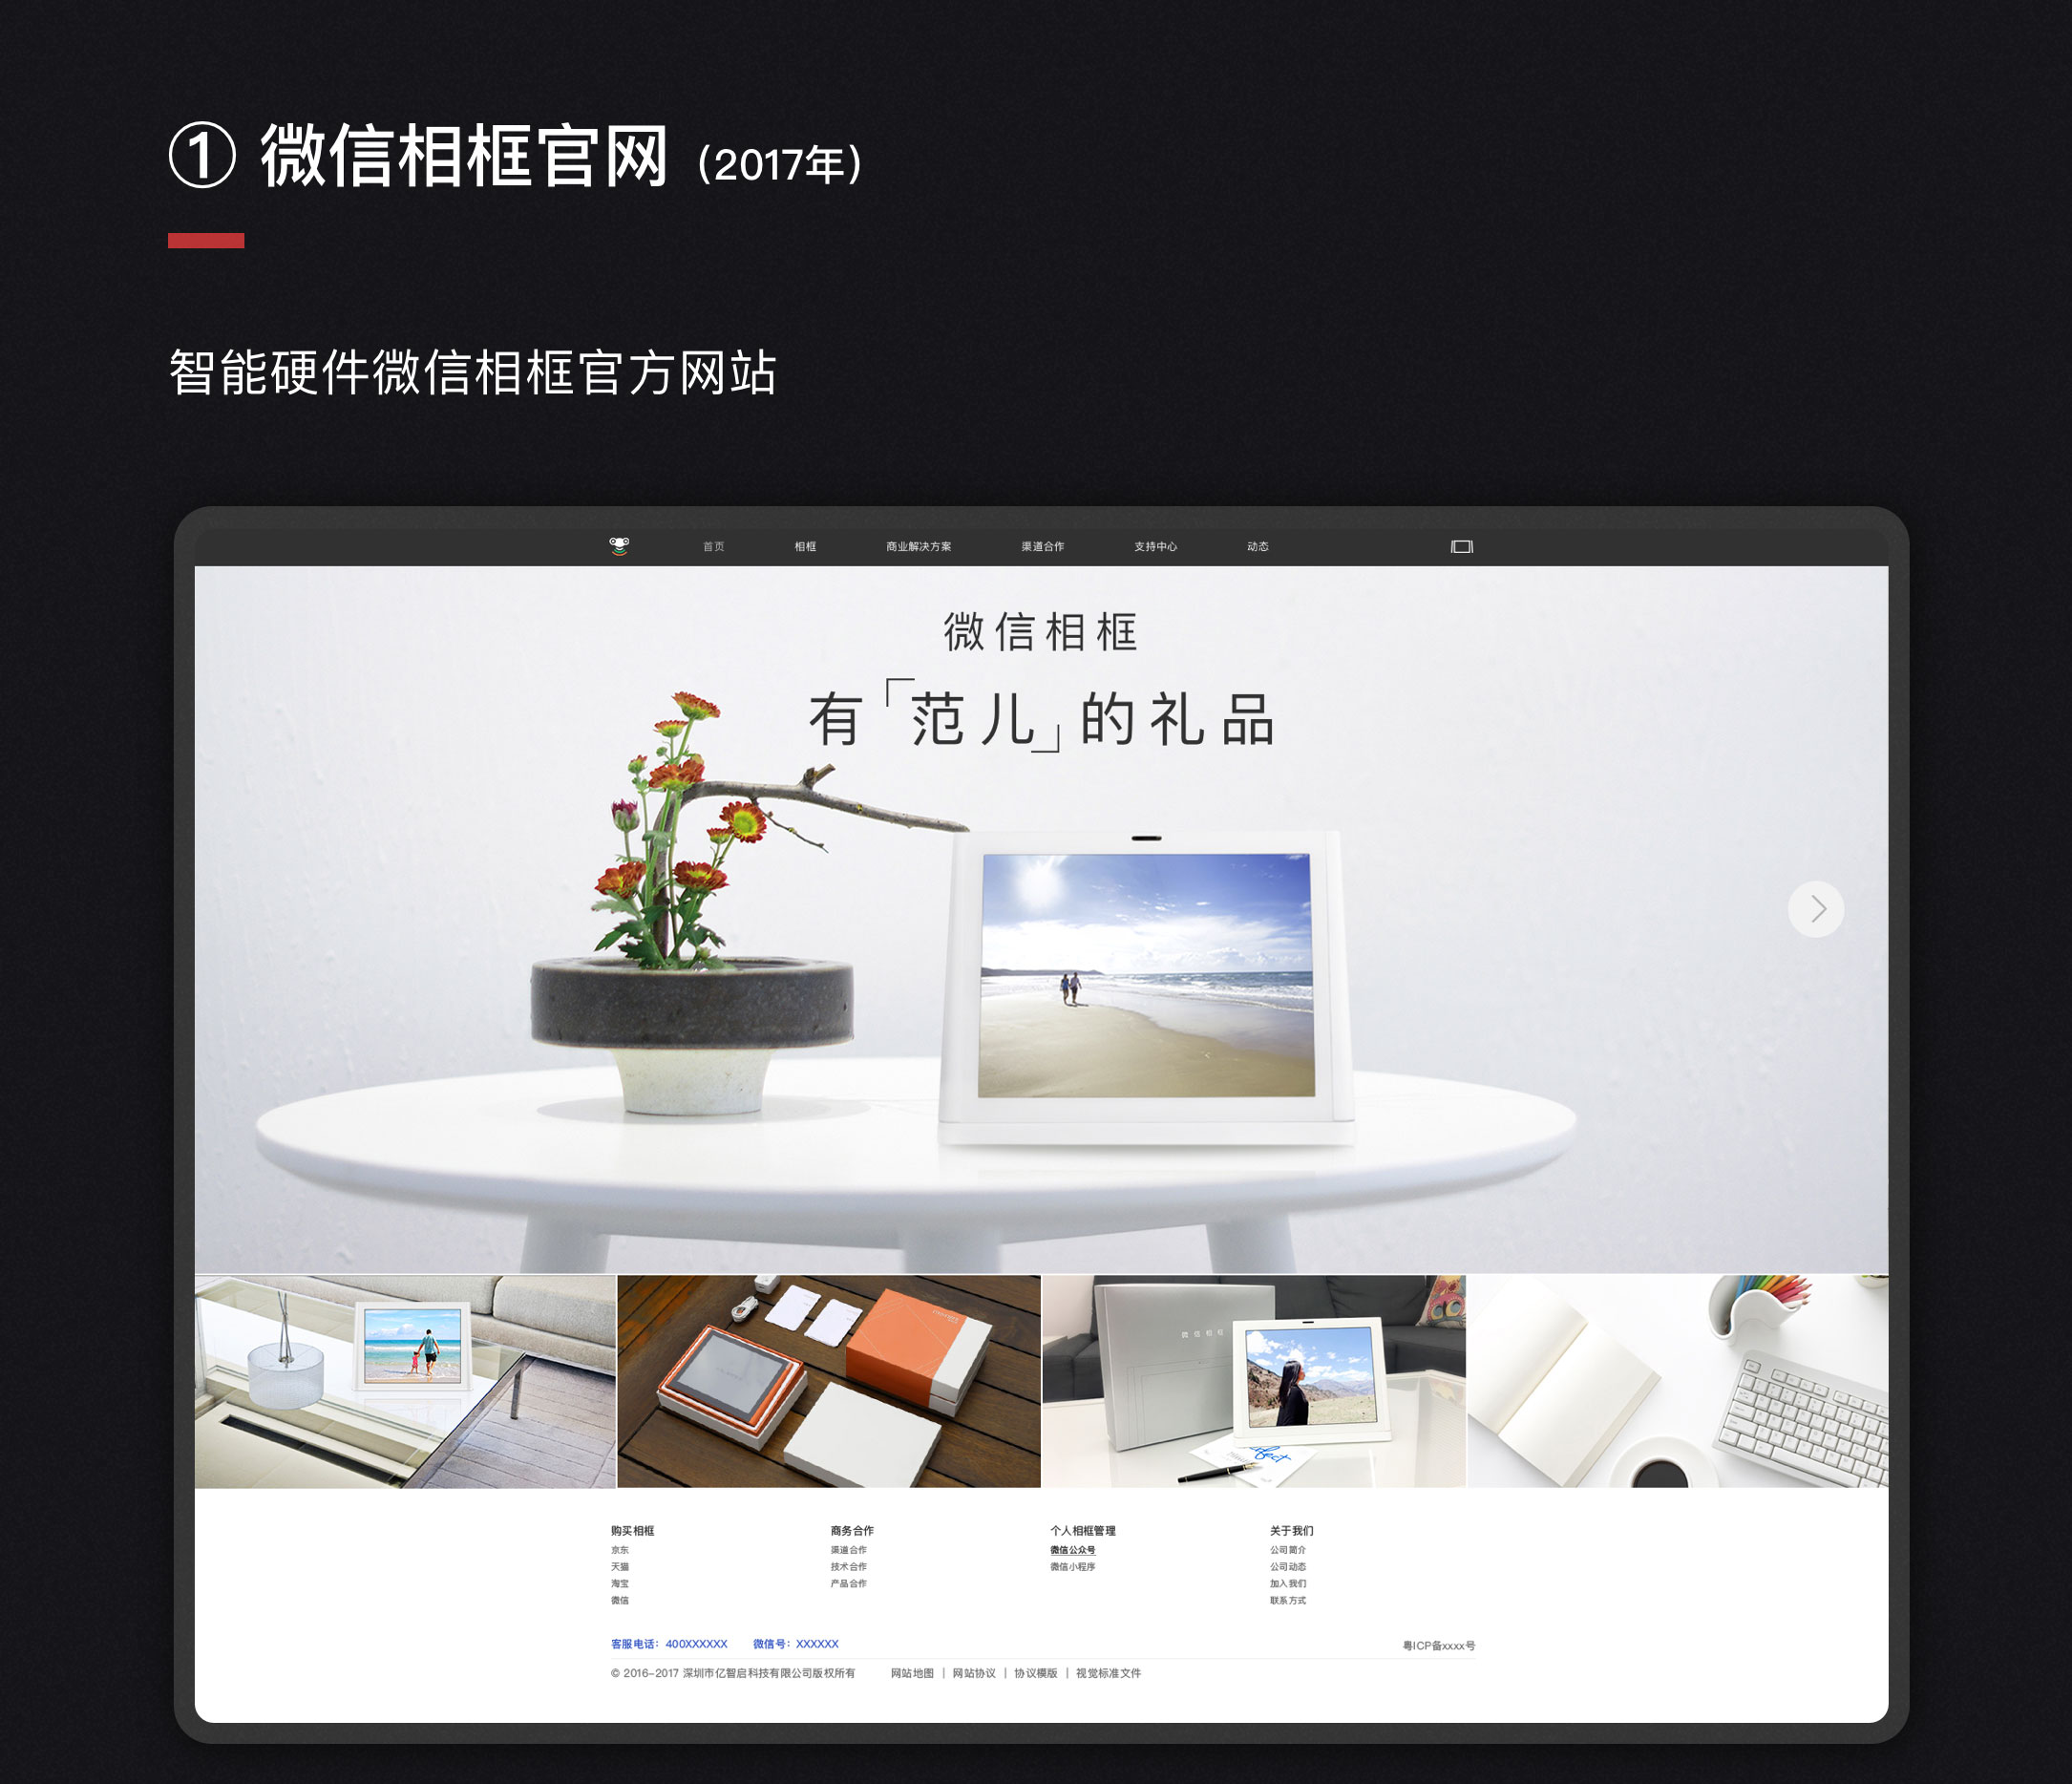 ① 微信相框官网（2017年）
智能硬件微信相框官方网站
首页 相框 商业解决方案 渠道合作 支持中心 动态
微信相框
有「范儿」的礼品
微信相框
购买相框 商务合作 个人相框管理 关于我们
京东 渠道合作 微信公众号 公司简介
天猫 技术合作 微信小程序 公司动态
淘宝 产品合作 加入我们
微信 联系方式
客服电话：400XXXXXX 微信号：XXXXXX 粤ICP备xxxx号
© 2016-2017 深圳市亿智启科技有限公司版权所有 网站地图 | 网站协议 | 协议模版 | 视觉标准文件